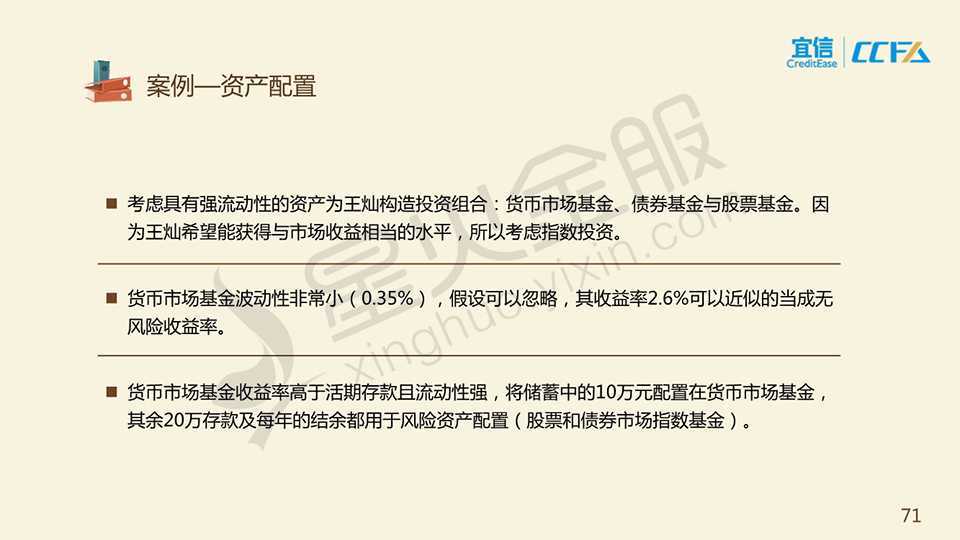 宜信
CreditEase
CCFA
案例—资产配置
考虑具有强流动性的资产为王灿构造投资组合：货币市场基金、债券基金与股票基金。因
为王灿希望能获得与市场收益相当的水平，所以考虑指数投资。
货币市场基金波动性非常小（0.35%），假设可以忽略，其收益率2.6%可以近似的当成无
风险收益率。
货币市场基金收益率高于活期存款且流动性强，将储蓄中的10万元配置在货币市场基金，
其余20万存款及每年的结余都用于风险资产配置（股票和债券市场指数基金）。
星火金服
xinghuo.yixin.com
71